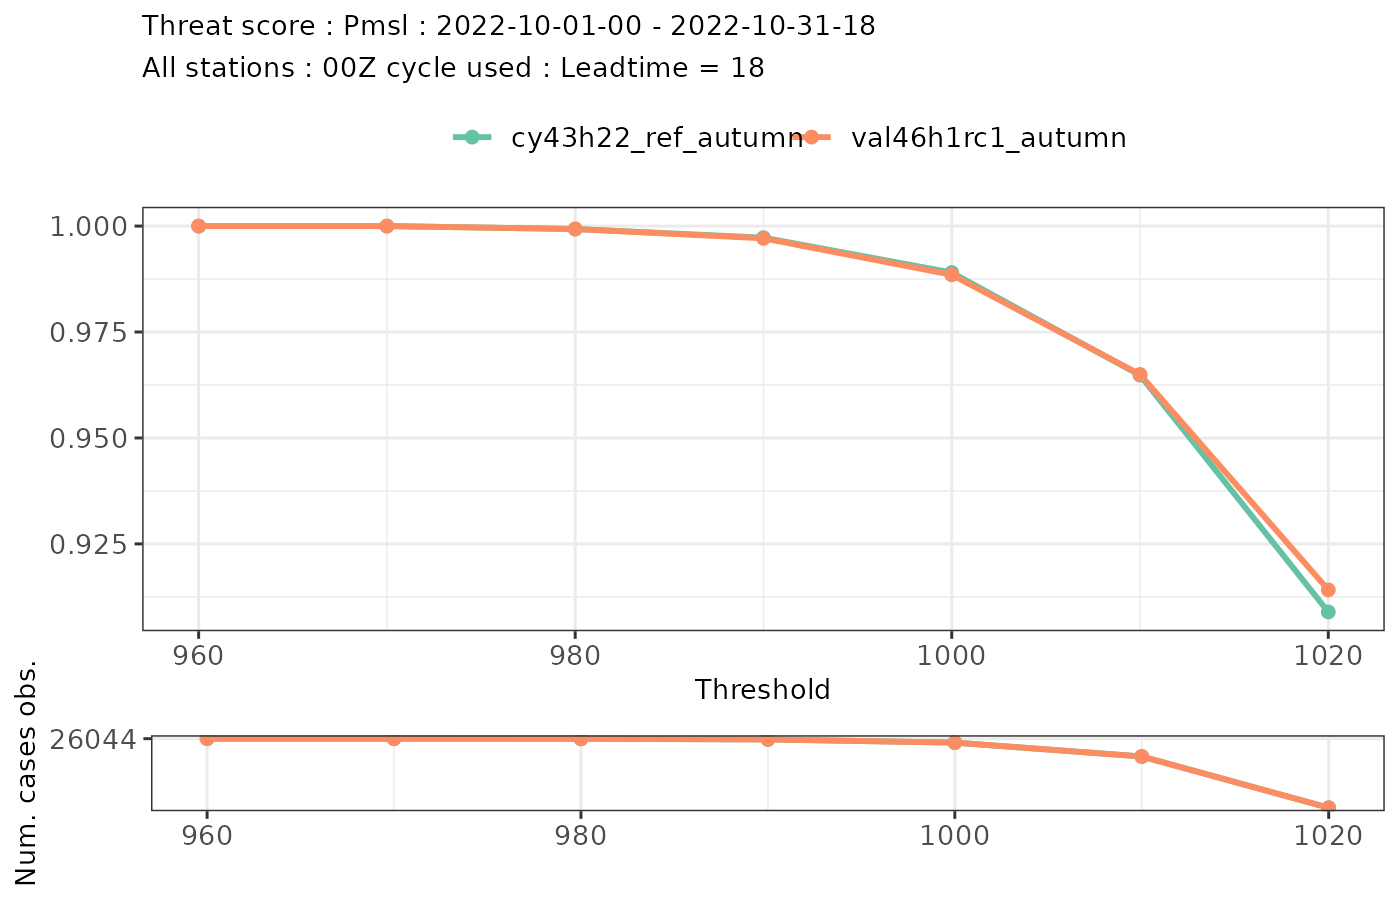 Threat score : Pmsl : 2022-10-01-00 - 2022-10-31-18
All stations : 00Z cycle used : Leadtime = 18
cy43h22_ref_autumn val46h1rc1_autumn
1.000
0.975
0.950
0.925
960 980 1000 1020
Threshold
Num. cases obs.
26044
960 980 1000 1020